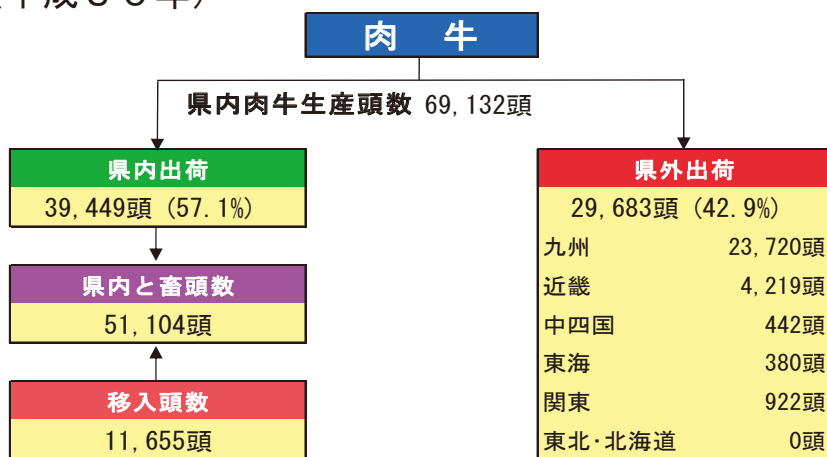 肉　牛
県内肉牛生産頭数 69,132頭
県内出荷
39,449頭 (57.1%)
県内と畜頭数
51,104頭
移入頭数
11,655頭
県外出荷
29,683頭 (42.9%)
九州 23,720頭
近畿 4,219頭
中四国 442頭
東海 380頭
関東 922頭
東北・北海道 0頭